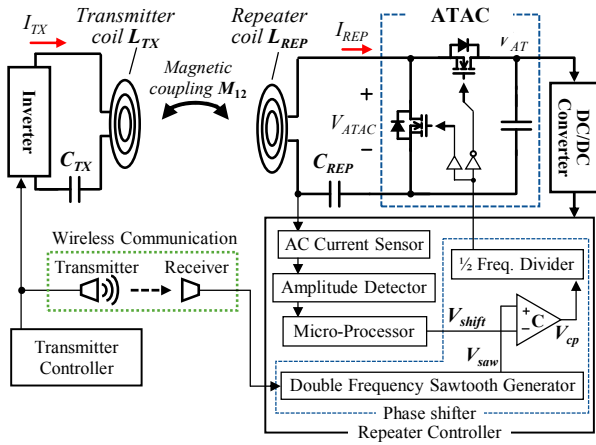 I_TX
Transmitter
coil L_TX
Repeater
coil L_REP
I_REP
ATAC
v_AT
Inverter
Magnetic
coupling M_12
+
V_ATAC
−
DC/DC
Converter
C_TX
C_REP
Wireless Communication
Transmitter
Receiver
AC Current Sensor
Amplitude Detector
Micro-Processor
½ Freq. Divider
V_shift
+
−
C
V_cp
V_saw
Transmitter
Controller
Double Frequency Sawtooth Generator
Phase shifter
Repeater Controller